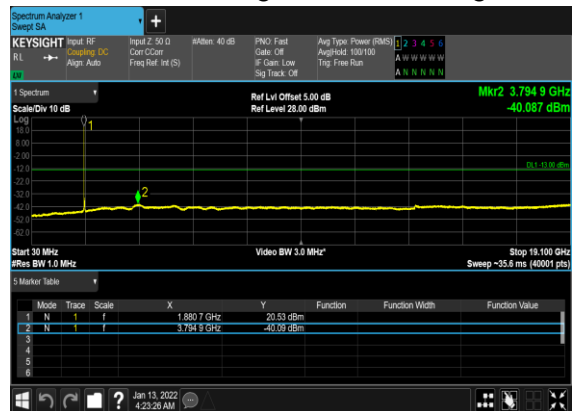 Spectrum Analyzer 1
Swept SA
+
KEYSIGHT Input: RF Input Z: 50 Ω #Atten: 40 dB PNO: Fast Avg Type: Power (RMS) 1 2 3 4 5 6
RL Coupling: DC Corr CCorr Gate: Off Avg|Hold: 100/100 A W W W W W
Align: Auto Freq Ref: Int (S) IF Gain: Low Trig: Free Run
LXI Sig Track: Off A N N N N N
1 Spectrum Ref Lvl Offset 5.00 dB Mkr2 3.794 9 GHz
Scale/Div 10 dB Ref Level 28.00 dBm -40.087 dBm
Log
18.0 1
8.00
-2.00
-12.0 DL1 -13.00 dBm
-22.0
-32.0 2
-42.0
-52.0
-62.0
Start 30 MHz Video BW 3.0 MHz* Stop 19.100 GHz
#Res BW 1.0 MHz Sweep ~35.6 ms (40001 pts)
5 Marker Table
Mode Trace Scale X Y Function Function Width Function Value
1 N 1 f 1.880 7 GHz 20.53 dBm
2 N 1 f 3.794 9 GHz -40.09 dBm
3
4
5
6
? Jan 13, 2022
4:23:26 AM